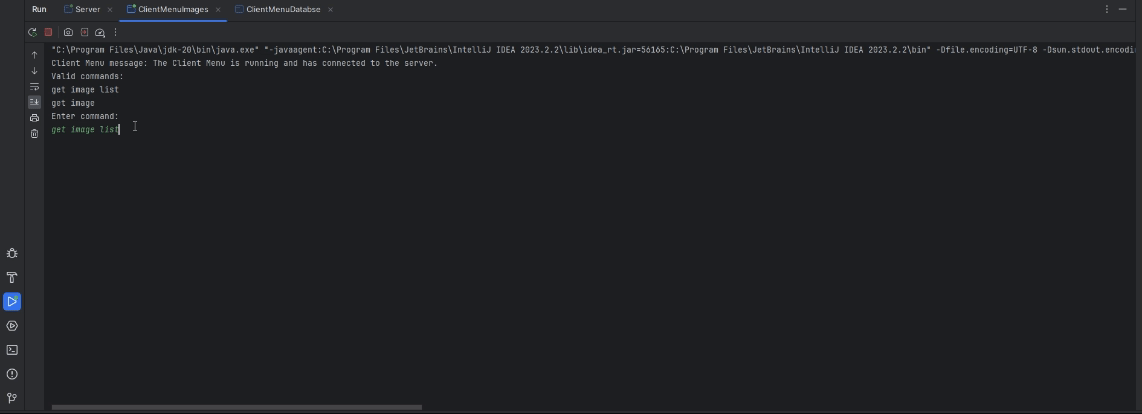 Run Server ClientMenuImages ClientMenuDatabse
"C:\Program Files\Java\jdk-20\bin\java.exe" "-javaagent:C:\Program Files\JetBrains\IntelliJ IDEA 2023.2.2\lib\idea_rt.jar=56165:C:\Program Files\JetBrains\IntelliJ IDEA 2023.2.2\bin" -Dfile.encoding=UTF-8 -Dsun.stdout.encodin
Client Menu message: The Client Menu is running and has connected to the server.
Valid commands:
get image list
get image
Enter command:
get image list